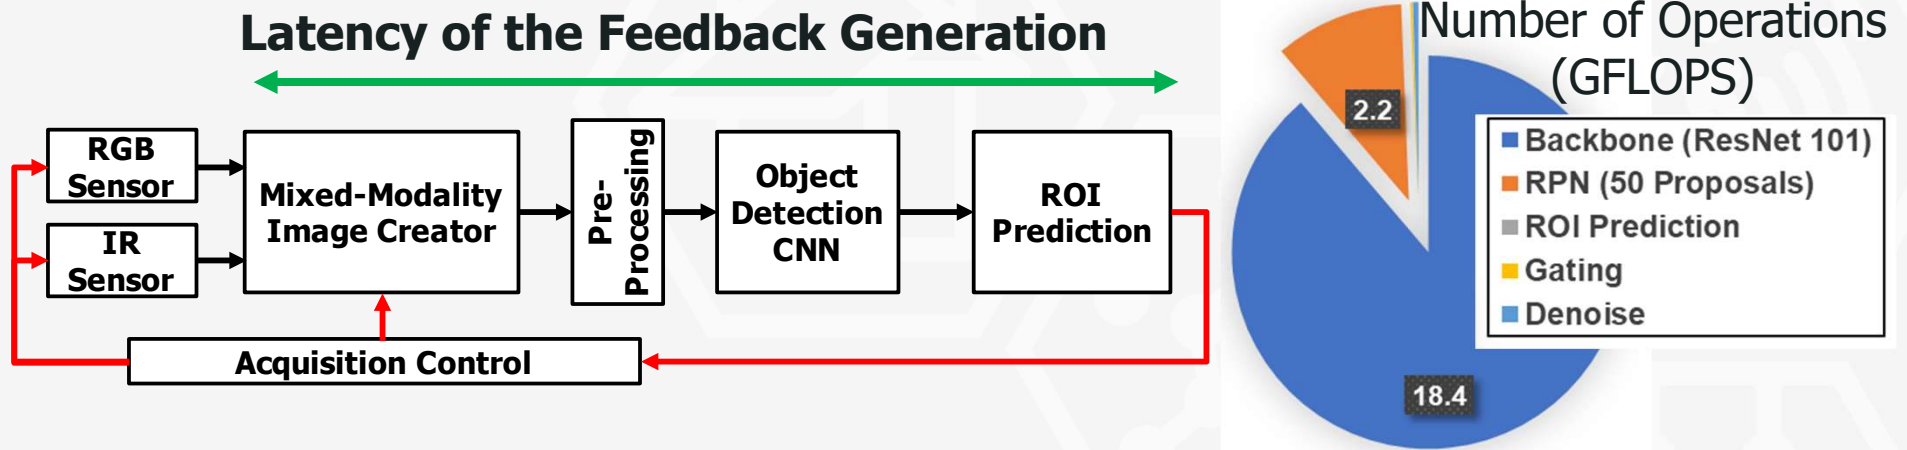 Latency of the Feedback Generation
RGB
Sensor
IR
Sensor
Mixed-Modality
Image Creator
Pre-
Processing
Object
Detection
CNN
ROI
Prediction
Acquisition Control
Number of Operations
(GFLOPS)
2.2
18.4
Backbone (ResNet 101)
RPN (50 Proposals)
ROI Prediction
Gating
Denoise